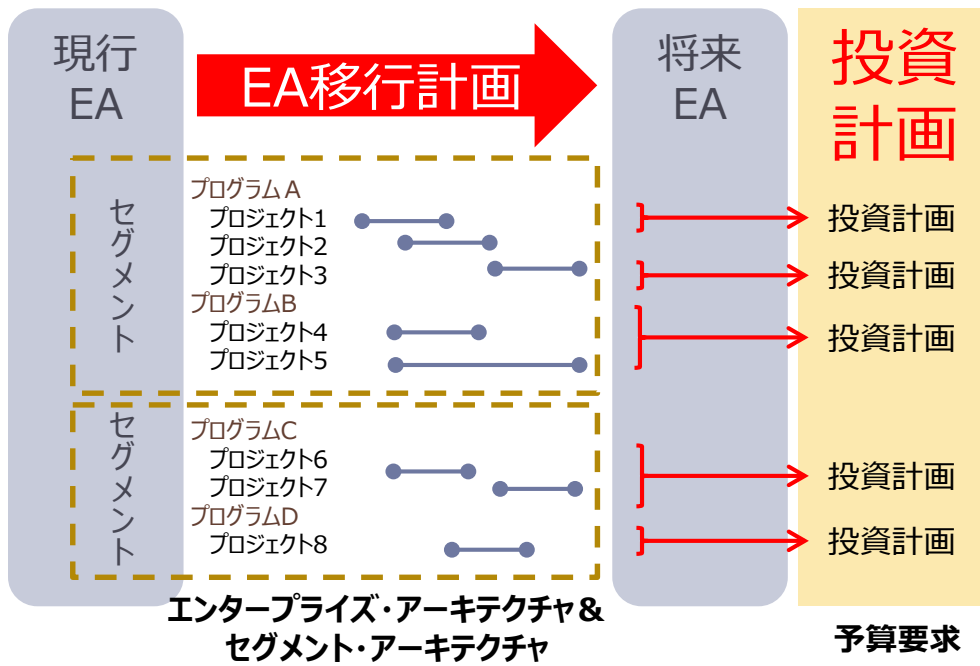 現行
EA
EA移行計画
将来
EA
投資
計画
セグメント
プログラムA
プロジェクト1
プロジェクト2
プロジェクト3
プログラムB
プロジェクト4
プロジェクト5
投資計画
投資計画
投資計画
セグメント
プログラムC
プロジェクト6
プロジェクト7
プログラムD
プロジェクト8
投資計画
投資計画
エンタープライズ・アーキテクチャ&
セグメント・アーキテクチャ
予算要求